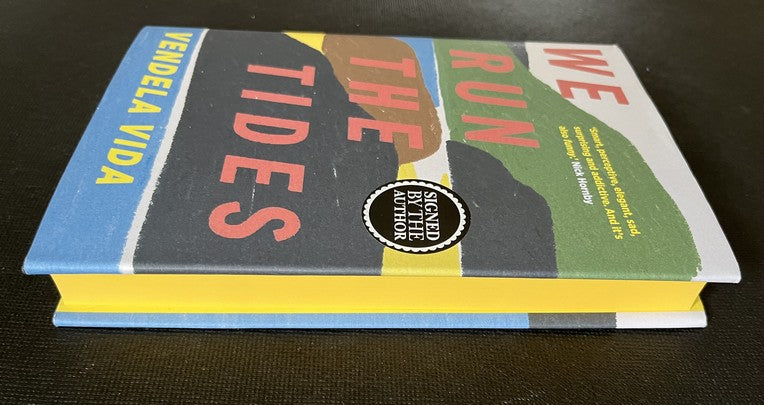 WE
RUN
THE
TIDES
'Smart, perceptive, elegant, sad,
surprising and addictive. And it's
also funny.' Nick Hornby
SIGNED
BY THE
AUTHOR
VENDELA VIDA